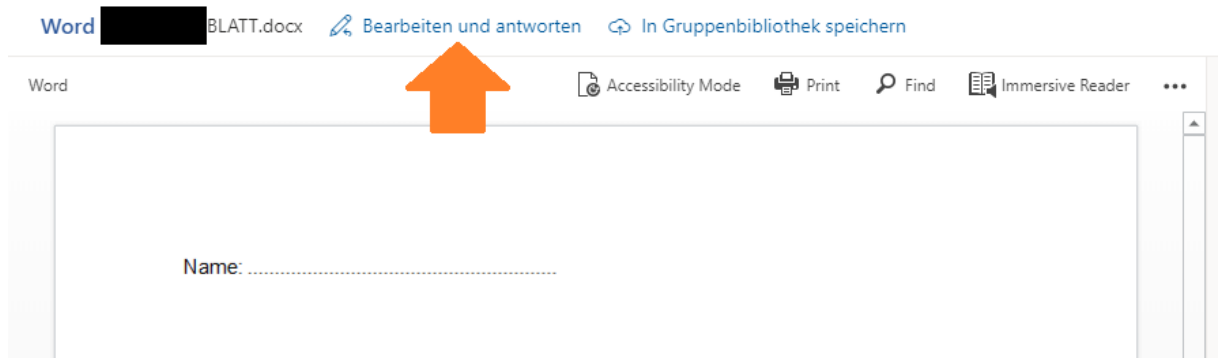 Word BLATT.docx Bearbeiten und antworten In Gruppenbibliothek speichern
Word Accessibility Mode Print Find Immersive Reader
Name: ........................................................